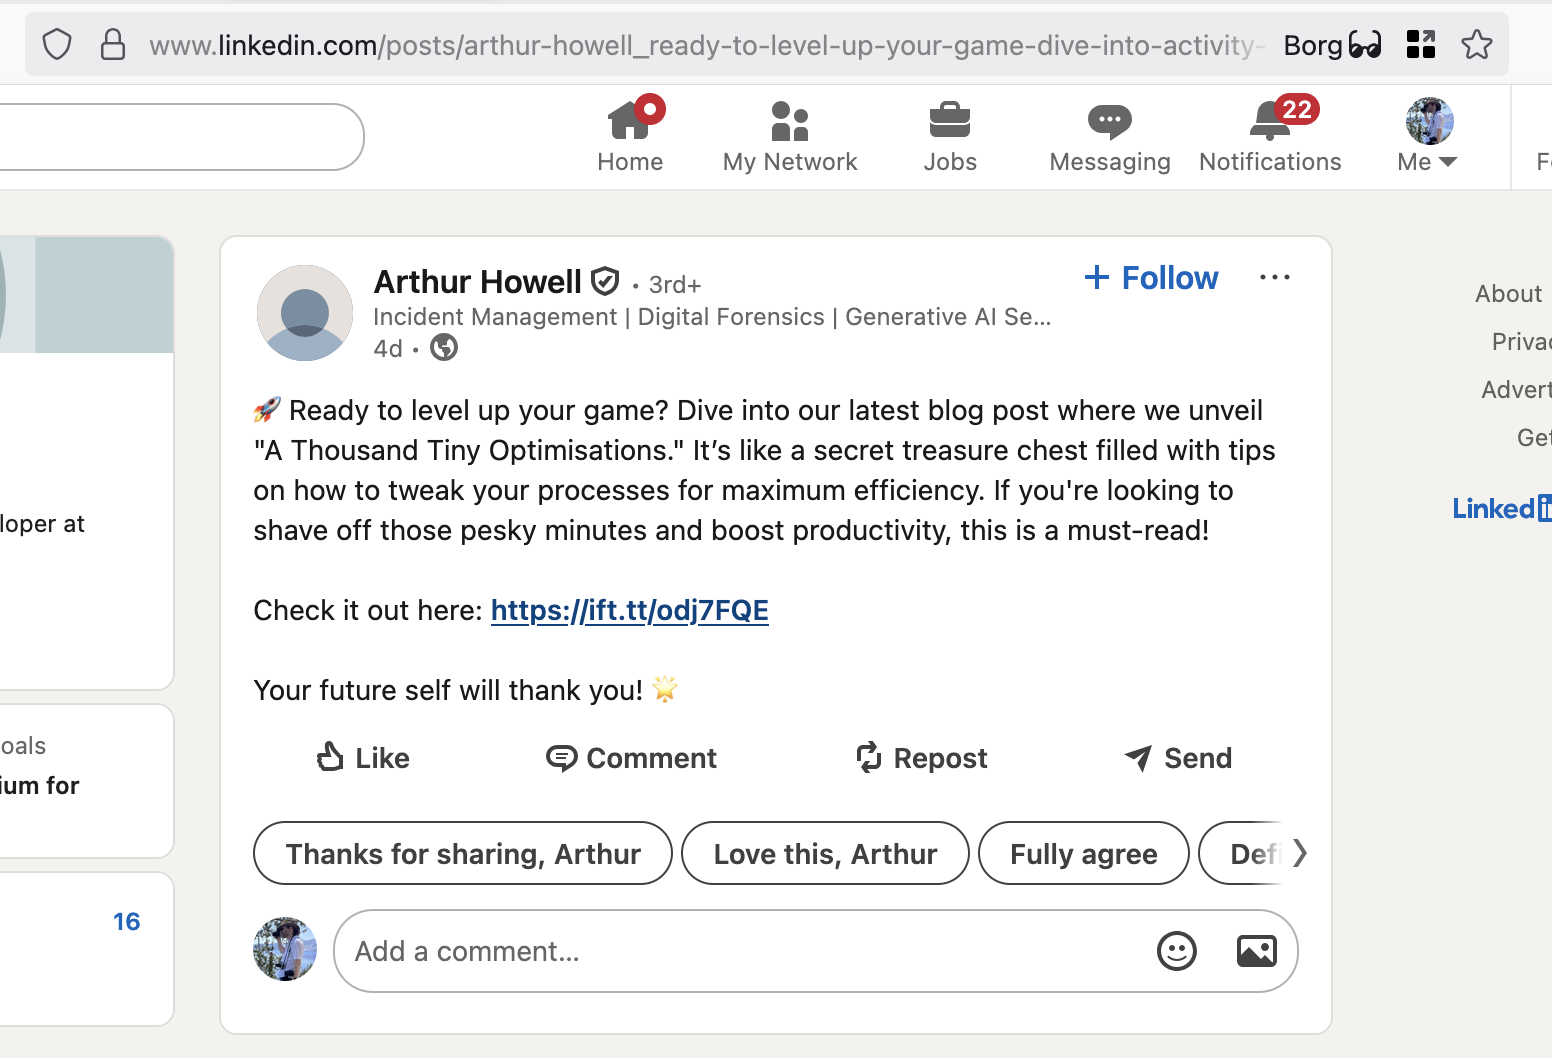 www.linkedin.com/posts/arthur-howell_ready-to-level-up-your-game-dive-into-activity-
Borg
22
Home
My Network
Jobs
Messaging
Notifications
Me
Arthur Howell • 3rd+
+ Follow
Incident Management | Digital Forensics | Generative AI Se...
4d •
🚀 Ready to level up your game? Dive into our latest blog post where we unveil
"A Thousand Tiny Optimisations." It’s like a secret treasure chest filled with tips
on how to tweak your processes for maximum efficiency. If you're looking to
shave off those pesky minutes and boost productivity, this is a must-read!
Check it out here: https://ift.tt/odj7FQE
Your future self will thank you! 🌟
Like
Comment
Repost
Send
Thanks for sharing, Arthur
Love this, Arthur
Fully agree
Defi
Add a comment...
loper at
oals
ium for
16
About
Priva
Advert
Get
Linkedin